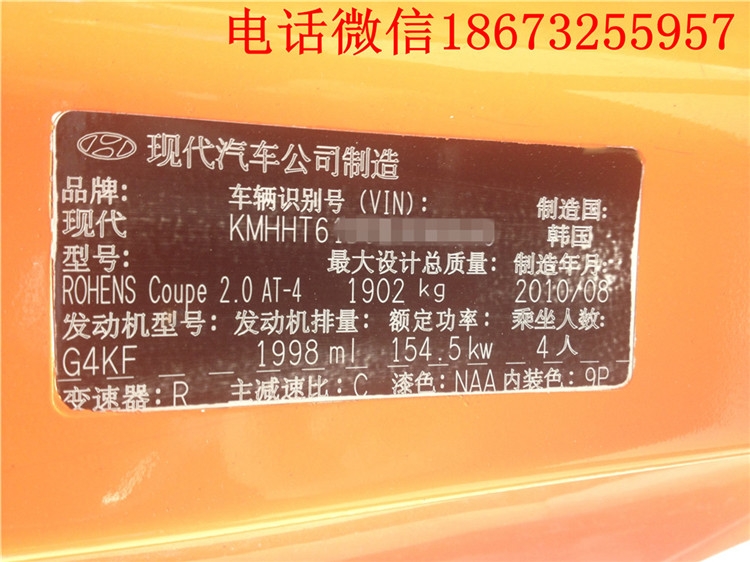 电话微信18673255957
现代汽车公司制造
品牌: 车辆识别号 (VIN): 制造国:
现代 KMHHT61 韩国
型号: 最大设计总质量: 制造年月:
ROHENS Coupe 2.0 AT-4 1902 kg 2010/08
发动机型号: 发动机排量: 额定功率: 乘坐人数:
G4KF 1998 ml 154.5kw 4人
变速器: R 主减速比: C 漆色: NAA 内装色: 9P